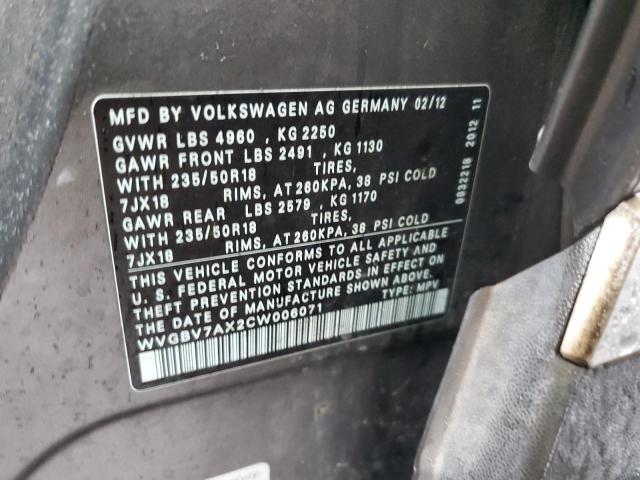 MFD BY VOLKSWAGEN AG GERMANY 02/12
GVWR LBS 4960 , KG 2250
GAWR FRONT LBS 2491 , KG 1130
WITH 235/50R18 TIRES,
7JX18 RIMS, AT 260KPA, 38 PSI COLD
GAWR REAR LBS 2579 , KG 1170
WITH 235/50R18 TIRES,
7JX18 RIMS, AT 260KPA, 38 PSI COLD
THIS VEHICLE CONFORMS TO ALL APPLICABLE
U. S. FEDERAL MOTOR VEHICLE SAFETY AND
THEFT PREVENTION STANDARDS IN EFFECT ON
THE DATE OF MANUFACTURE SHOWN ABOVE.
WVGBV7AX2CW006071 TYPE: MPV
0832218 2012 11